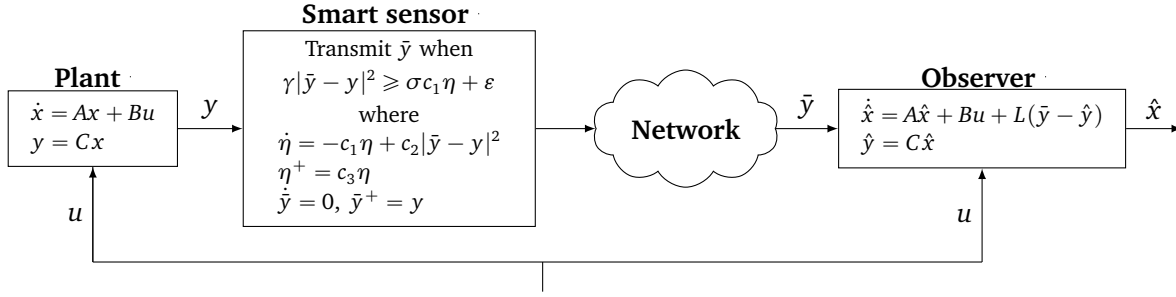 Smart sensor
Transmit ȳ when
γ|ȳ − y|² ⩾ σc₁η + ε
where
η̇ = −c₁η + c₂|ȳ − y|²
η⁺ = c₃η
ẏ̄ = 0, ȳ⁺ = y
Plant
ẋ = Ax + Bu
y = Cx
y
u
Network
ȳ
Observer
x̂̇ = Ax̂ + Bu + L(ȳ − ŷ)
ŷ = Cx̂
x̂
u